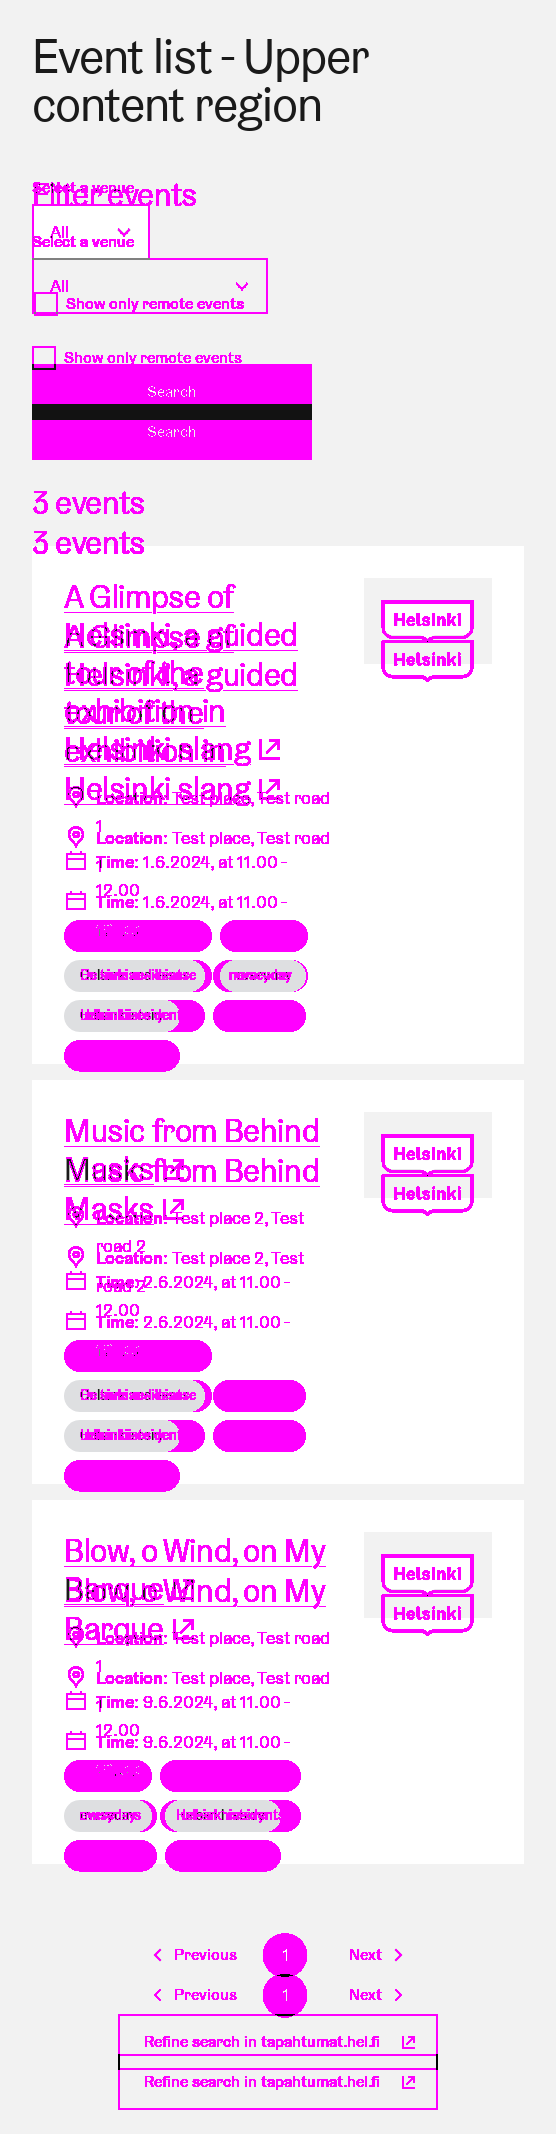 Event list - Upper
content region
Select a venue
Filter events
All
Select a venue
All
Show only remote events
Show only remote events
Search
Search
3 events
3 events
A Glimpse of
Helsinki, a guided
A Glimpse of
tour of the
Helsinki, a guided
exhibition in
tour of the
Helsinki slang
exhibition in
Helsinki slang
Helsinki
Helsinki
Location: Test place, Test road
1
Location: Test place, Test road
1
Time: 1.6.2024, at 11.00 -
12.00
Time: 1.6.2024, at 11.00 -
Music from Behind
Masks
Music from Behind
Masks
Helsinki
Helsinki
Location: Test place 2, Test
road 2
Location: Test place 2, Test
road 2
Time: 2.6.2024, at 11.00 -
12.00
Time: 2.6.2024, at 11.00 -
Blow, o Wind, on My
Barque
Blow, o Wind, on My
Barque
Helsinki
Helsinki
Location: Test place, Test road
1
Location: Test place, Test road
1
Time: 9.6.2024, at 11.00 -
12.00
Time: 9.6.2024, at 11.00 -
Previous 1 Next
Previous 1 Next
Refine search in tapahtumat.hel.fi
Refine search in tapahtumat.hel.fi